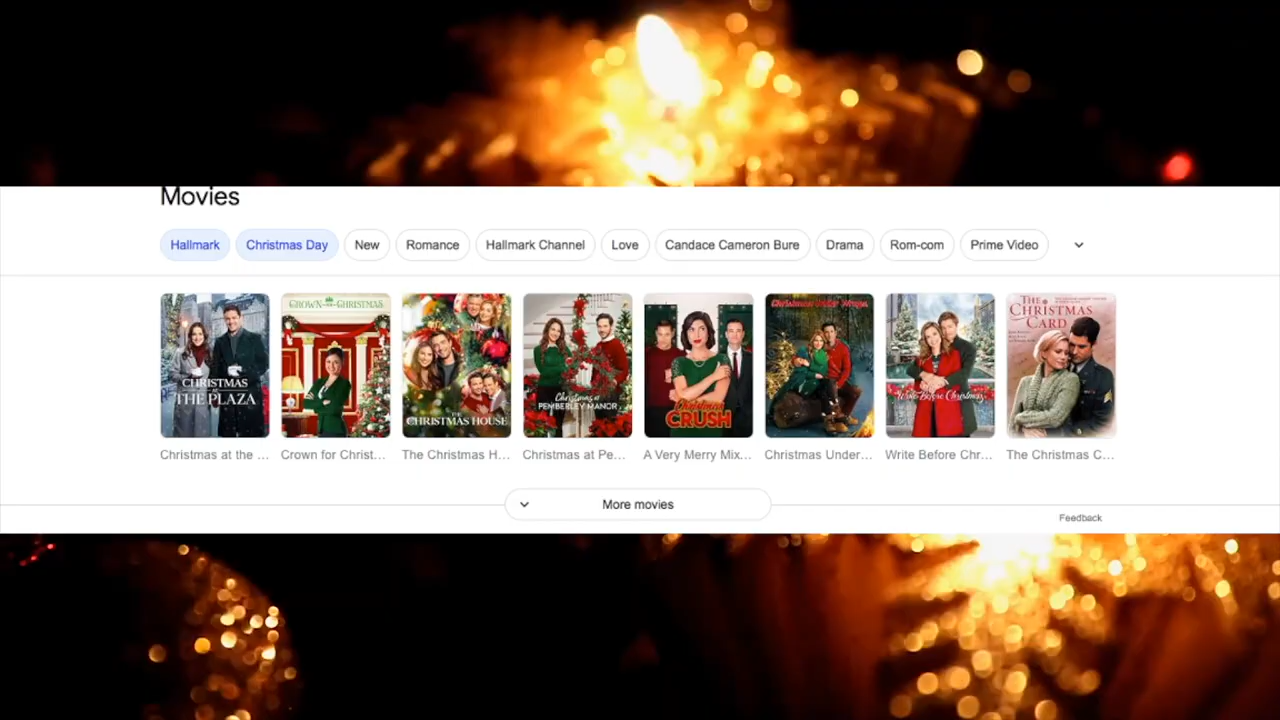 Movies
Hallmark Christmas Day New Romance Hallmark Channel Love Candace Cameron Bure Drama Rom-com Prime Video
CHRISTMAS
AT
THE PLAZA
CROWN FOR CHRISTMAS
THE
CHRISTMAS HOUSE
Christmas at
PEMBERLEY MANOR
Christmas
CRUSH
Christmas Under Wraps
Write Before Christmas
THE
CHRISTMAS
CARD
Christmas at the ... Crown for Christ... The Christmas H... Christmas at Pe... A Very Merry Mix... Christmas Under... Write Before Chr... The Christmas C...
More movies
Feedback